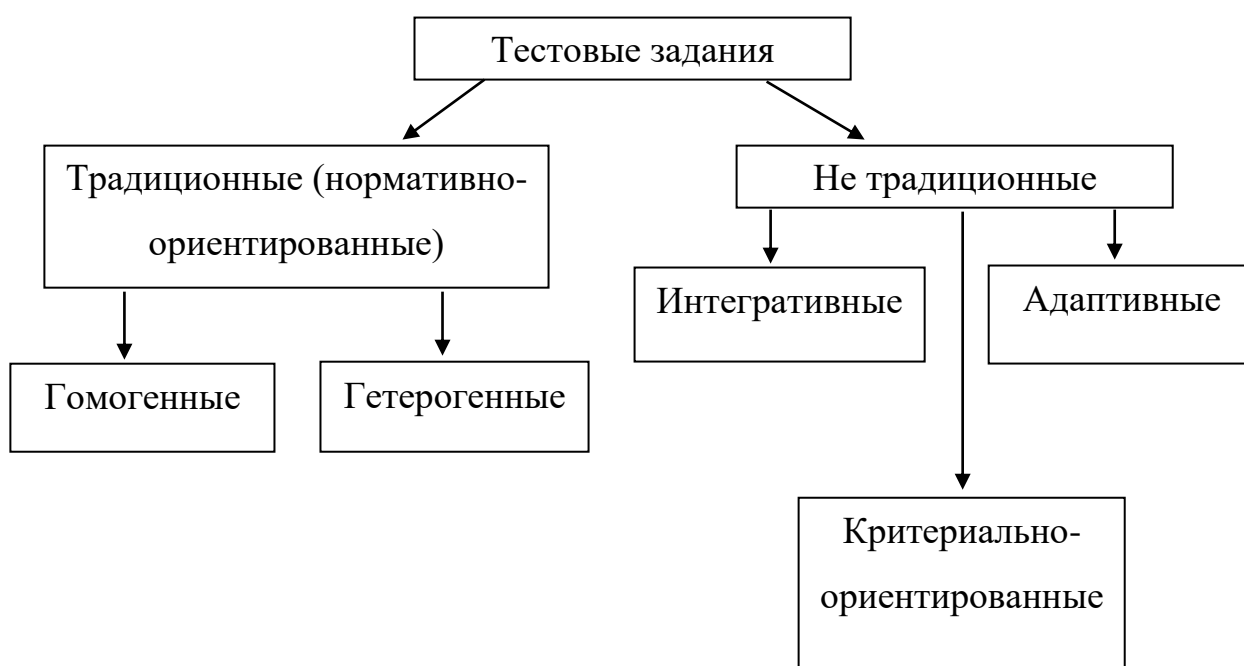 Тестовые задания
Традиционные (нормативно-
ориентированные)
Не традиционные
Интегративные
Адаптивные
Гомогенные
Гетерогенные
Критериально-
ориентированные